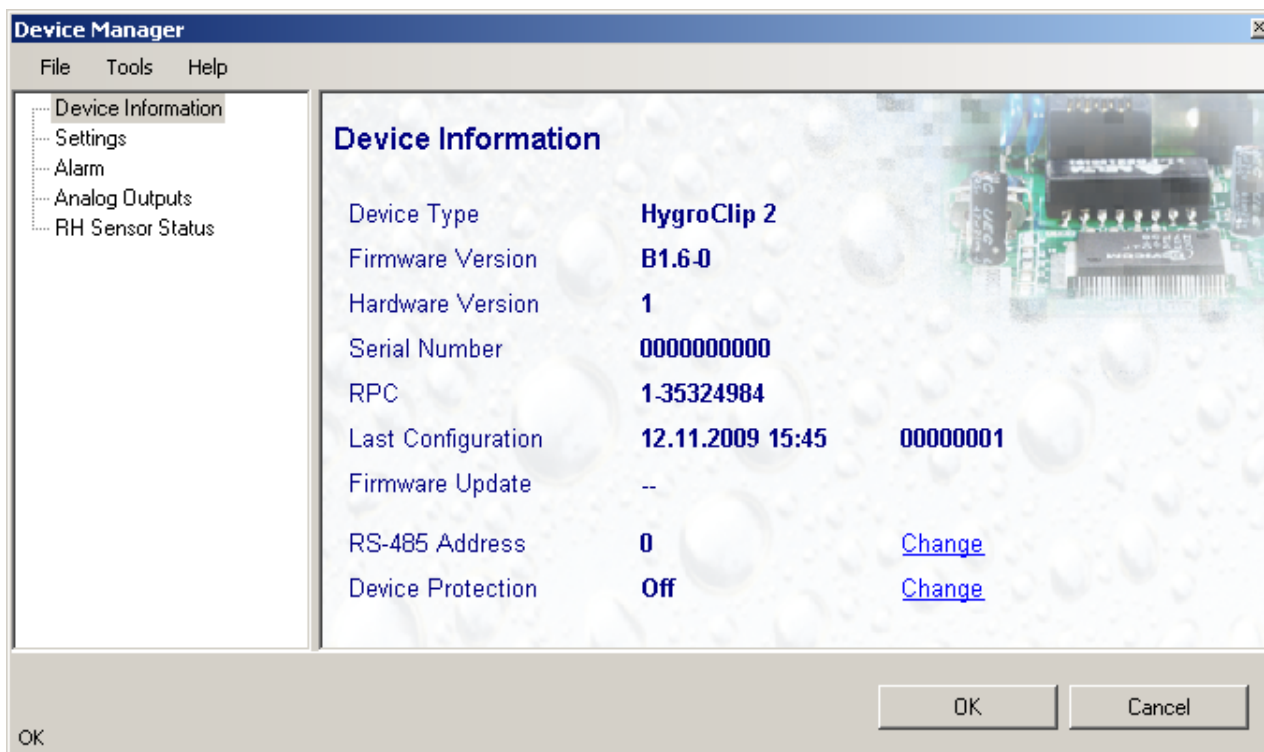 Device Manager
File Tools Help
Device Information
Settings
Alarm
Analog Outputs
RH Sensor Status
Device Information
Device Type HygroClip 2
Firmware Version B1.6-0
Hardware Version 1
Serial Number 0000000000
RPC 1-35324984
Last Configuration 12.11.2009 15:45 00000001
Firmware Update --
RS-485 Address 0 Change
Device Protection Off Change
OK Cancel
OK